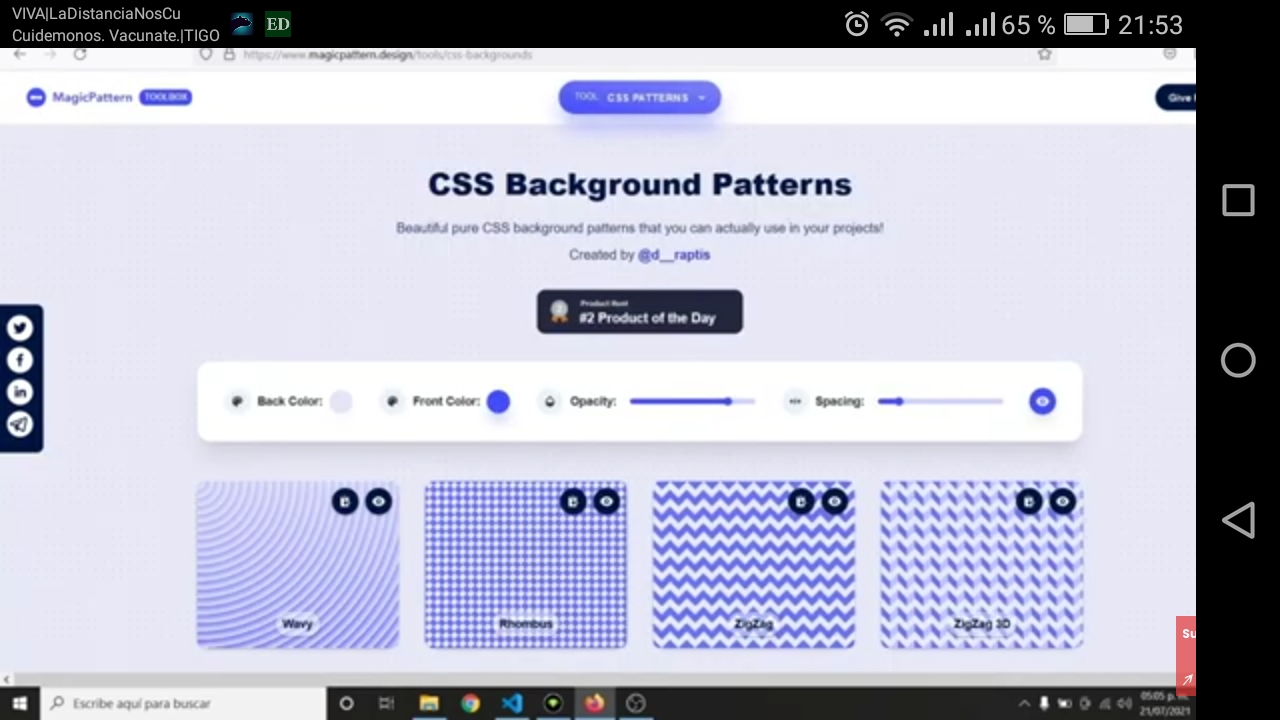 VIVA|LaDistanciaNosCu
Cuidemonos. Vacunate.|TIGO
ED
65 % 21:53
https://www.magicpattern.design/tools/css-backgrounds
MagicPattern TOOLBOX
TOOL CSS PATTERNS
Give
CSS Background Patterns
Beautiful pure CSS background patterns that you can actually use in your projects!
Created by @d__raptis
Product Hunt
#2 Product of the Day
Back Color: Front Color: Opacity: Spacing:
Wavy Rhombus ZigZag ZigZag 3D
Su
Escribe aquí para buscar
05:05 p.
21/07/2021